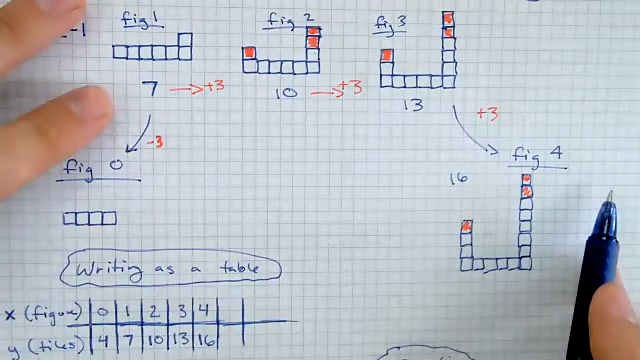 -1
fig 1
fig 2
fig 3
7 → +3
10 → +3
13
+3
-3
fig 0
fig 4
16
Writing as a table
x (figure) 0 1 2 3 4
y (tiles) 4 7 10 13 16